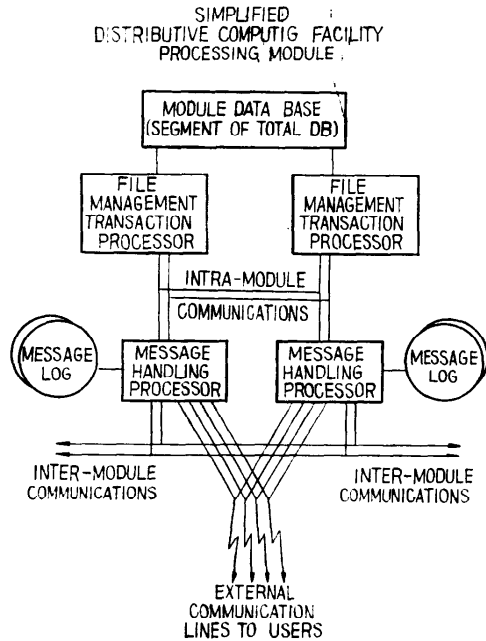 SIMPLIFIED
DISTRIBUTIVE COMPUTIG FACILITY
PROCESSING MODULE
MODULE DATA BASE
(SEGMENT OF TOTAL DB)
FILE
MANAGEMENT
TRANSACTION
PROCESSOR
FILE
MANAGEMENT
TRANSACTION
PROCESSOR
INTRA-MODULE
COMMUNICATIONS
MESSAGE
LOG
MESSAGE
HANDLING
PROCESSOR
MESSAGE
HANDLING
PROCESSOR
MESSAGE
LOG
INTER-MODULE
COMMUNICATIONS
INTER-MODULE
COMMUNICATIONS
EXTERNAL
COMMUNICATION
LINES TO USERS